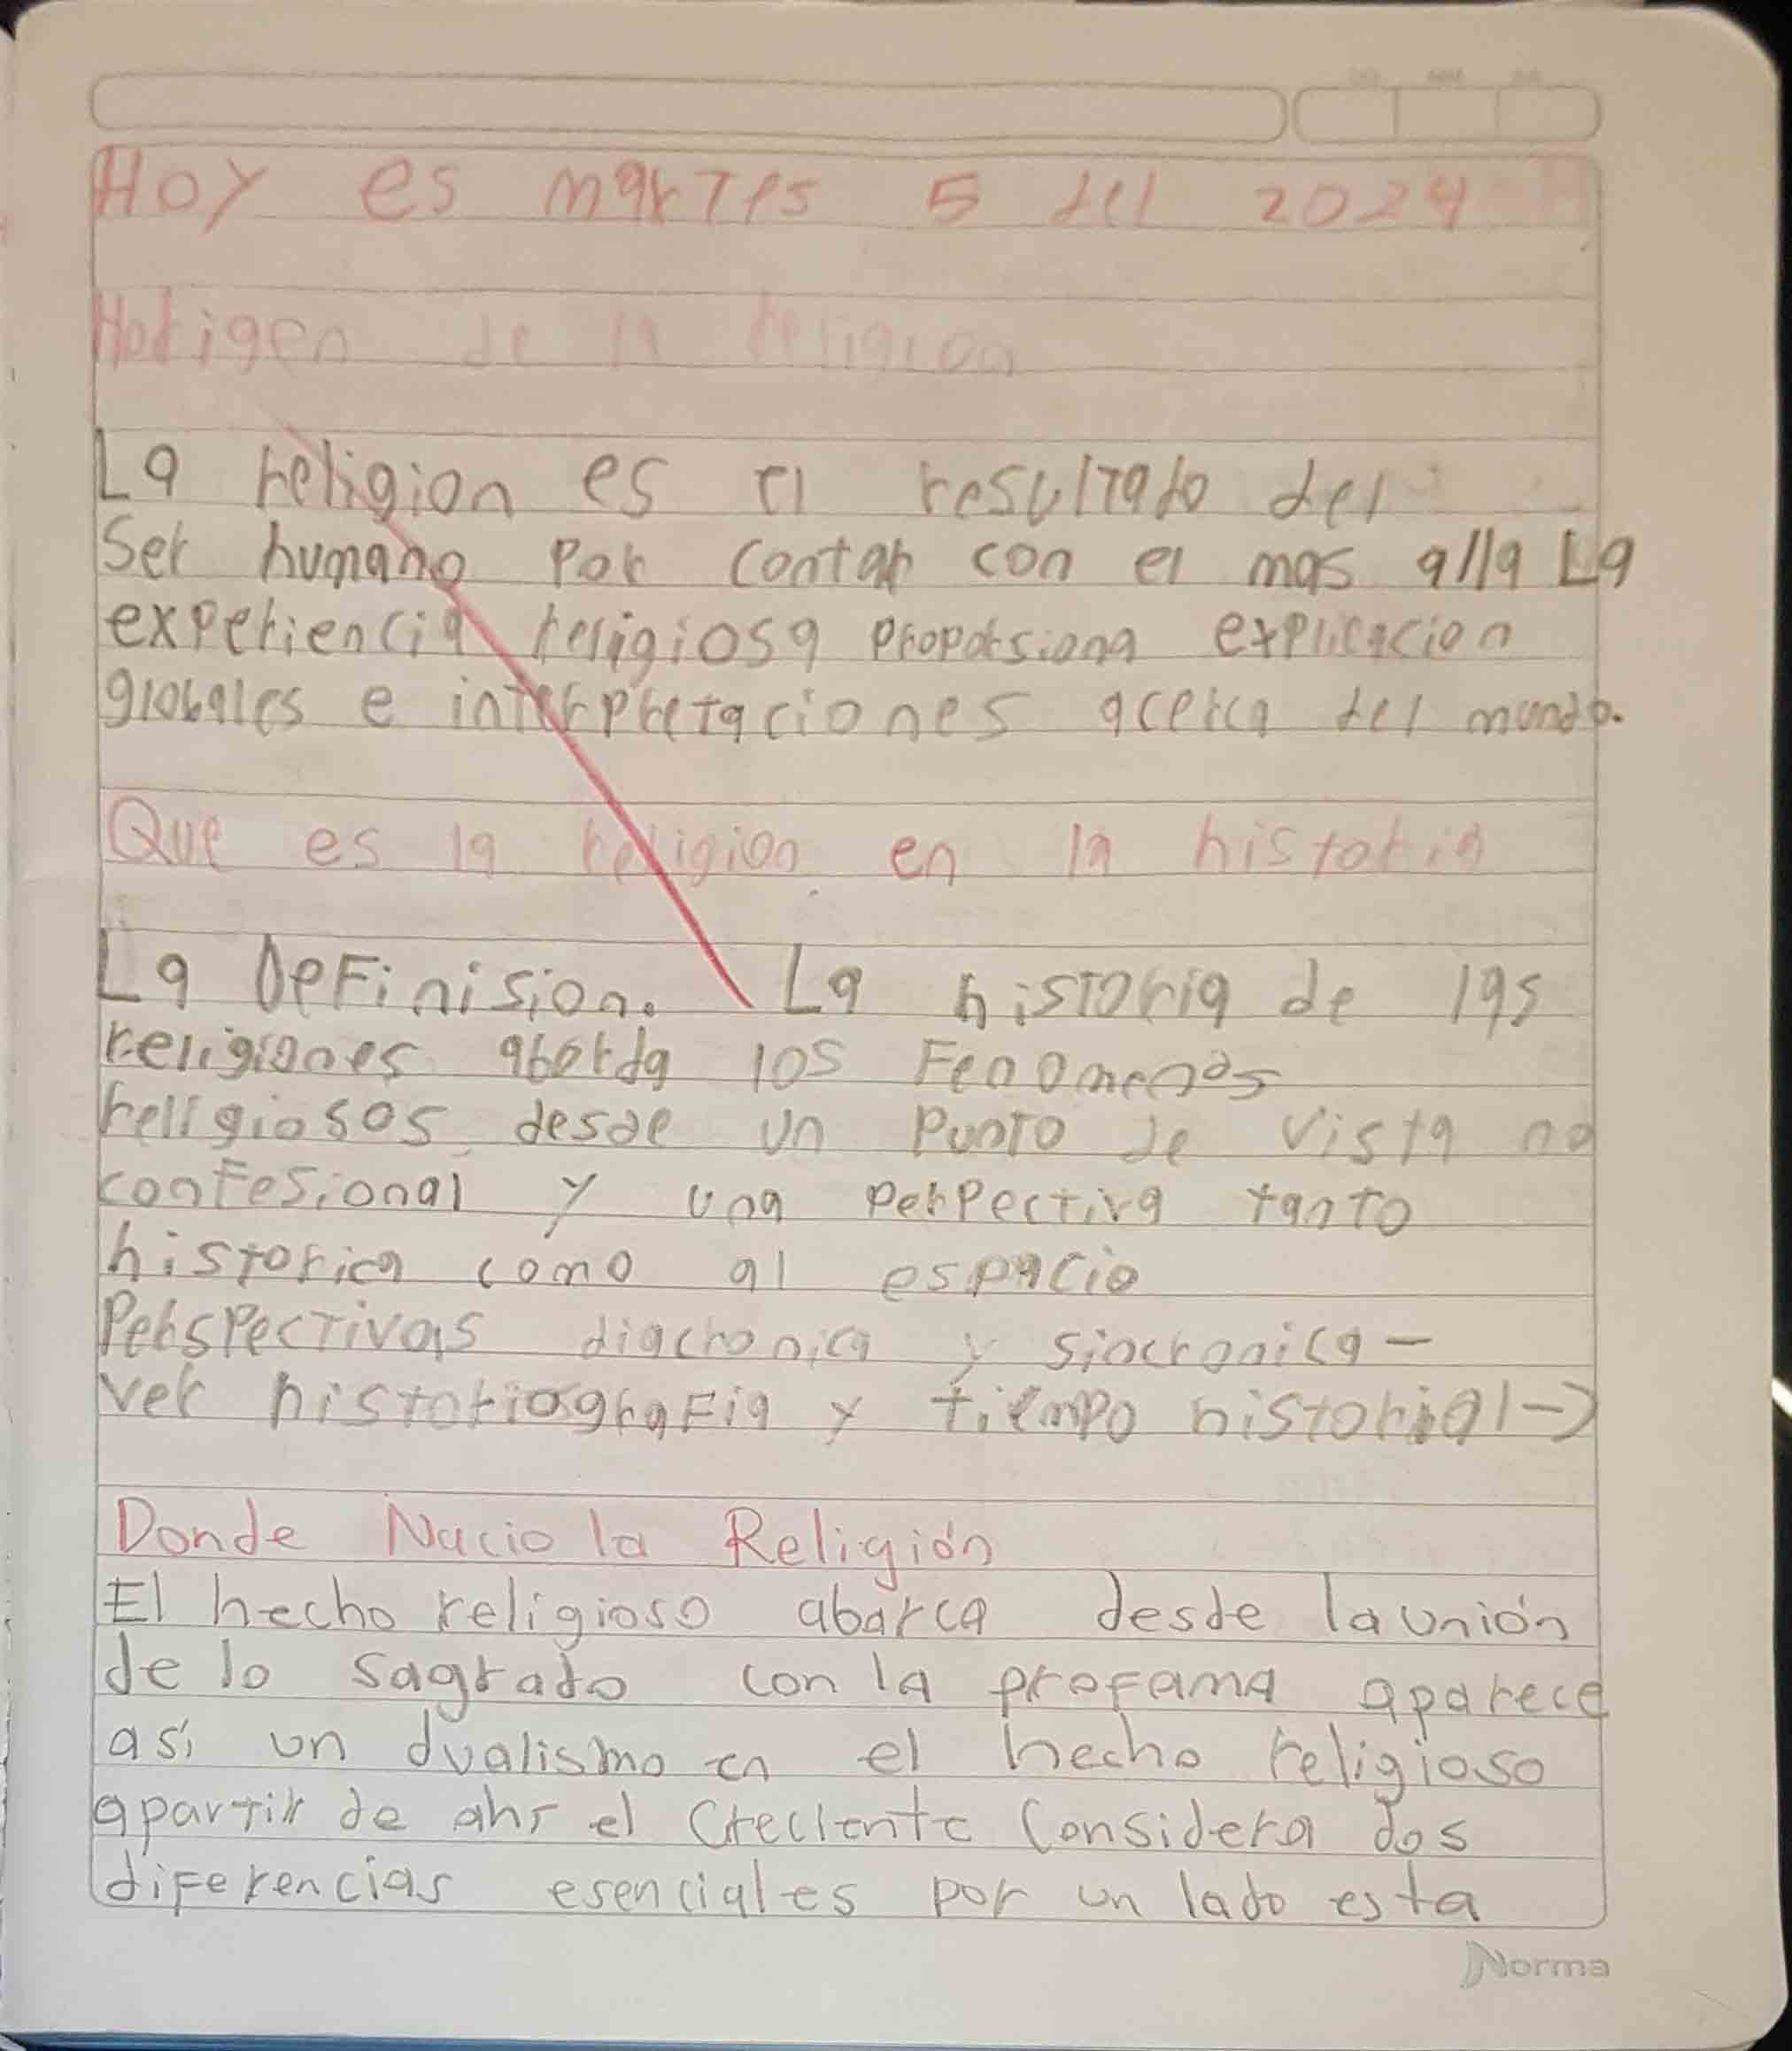 Hoy es martes 5 del 2024
Horigen de la religion
La religion es el resultado del
Ser humano Por contar con el mas alla La
experiencia religiosa proporsiona explicacion
globales e interpretaciones acerca del mundo.
Que es la religion en la historia
La DeFinision. La historia de las
religiones aborda los Fenomenos
religiosos desde un Punto de vista no
confesional y una perpectiva tanto
historica como al espacio
Perspectivas diacronica y sincronica -
ver historiograFia y tiempo historial-)
Donde Nacio la Religión
El hecho religioso abarca desde la unión
de lo sagrado con la profama aparece
así un dualismo en el hecho religioso
apartir de ahí el Creciente Considera dos
diferencias esenciales por un lado esta
Norma